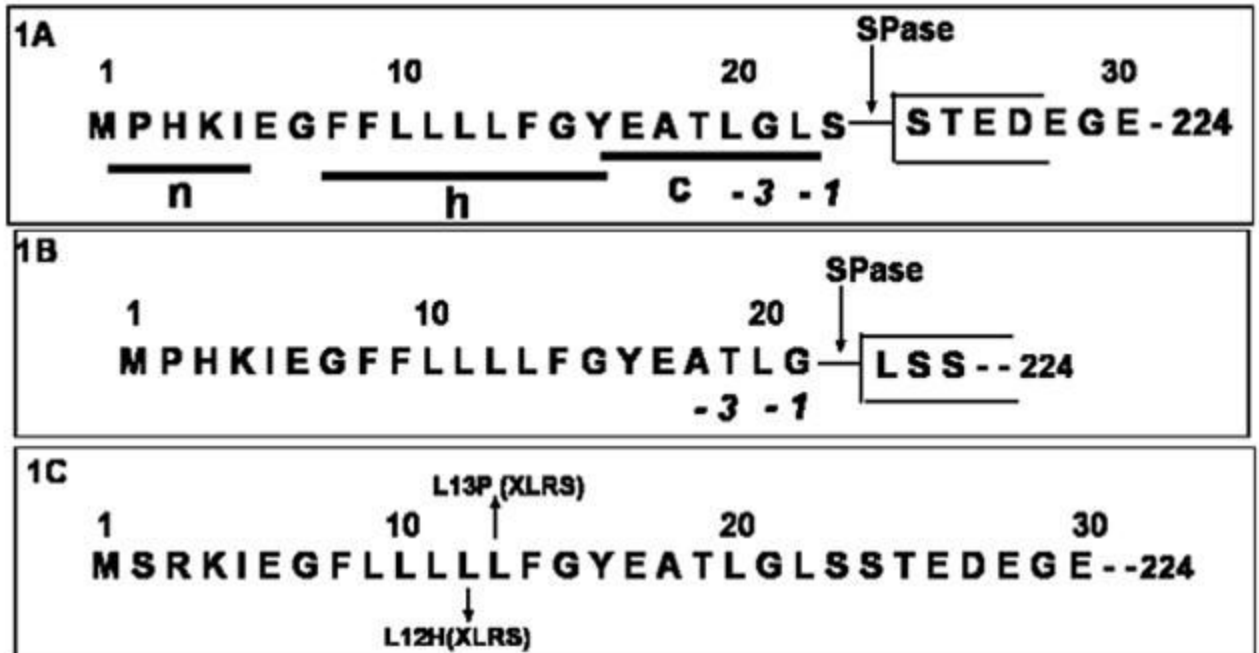 1A
SPase
1 10 20 30
M P H K I E G F F L L L L F G Y E A T L G L S S T E D E G E - 224
n h C - 3 - 1
1B
SPase
1 10 20
M P H K I E G F F L L L L F G Y E A T L G L S S - - 224
- 3 - 1
1C
L13P (XLRS)
1 10 20 30
M S R K I E G F L L L L L F G Y E A T L G L S S T E D E G E - - 224
L12H(XLRS)